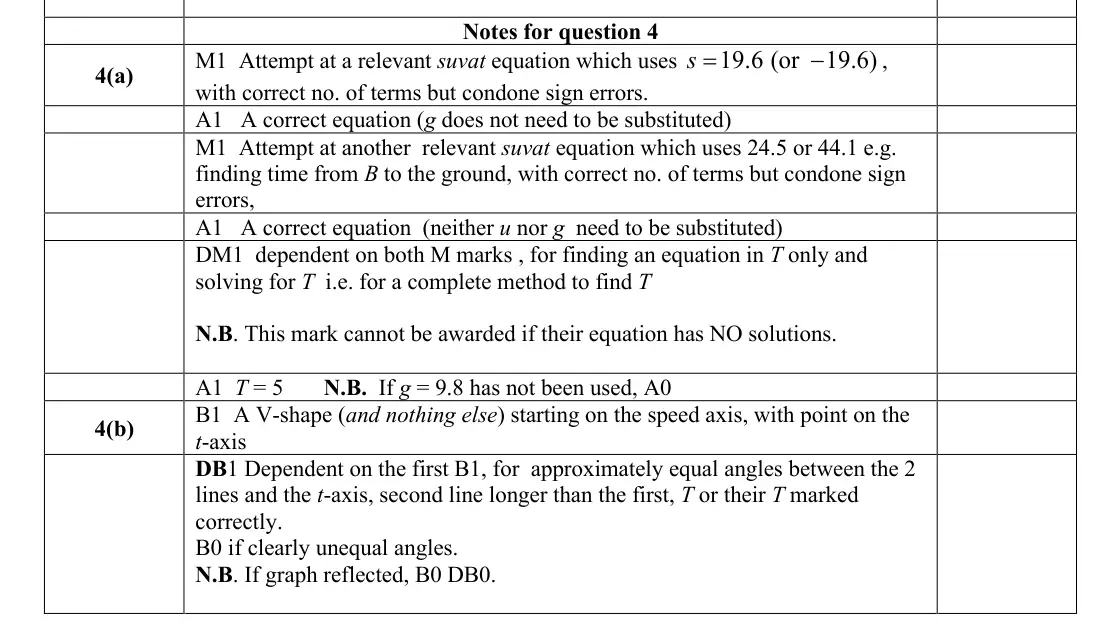 Notes for question 4
4(a)
M1 Attempt at a relevant suvat equation which uses s = 19.6 (or −19.6) ,
with correct no. of terms but condone sign errors.
A1 A correct equation (g does not need to be substituted)
M1 Attempt at another relevant suvat equation which uses 24.5 or 44.1 e.g.
finding time from B to the ground, with correct no. of terms but condone sign
errors,
A1 A correct equation (neither u nor g need to be substituted)
DM1 dependent on both M marks , for finding an equation in T only and
solving for T i.e. for a complete method to find T
N.B. This mark cannot be awarded if their equation has NO solutions.
A1 T = 5 N.B. If g = 9.8 has not been used, A0
4(b)
B1 A V-shape (and nothing else) starting on the speed axis, with point on the
t-axis
DB1 Dependent on the first B1, for approximately equal angles between the 2
lines and the t-axis, second line longer than the first, T or their T marked
correctly.
B0 if clearly unequal angles.
N.B. If graph reflected, B0 DB0.